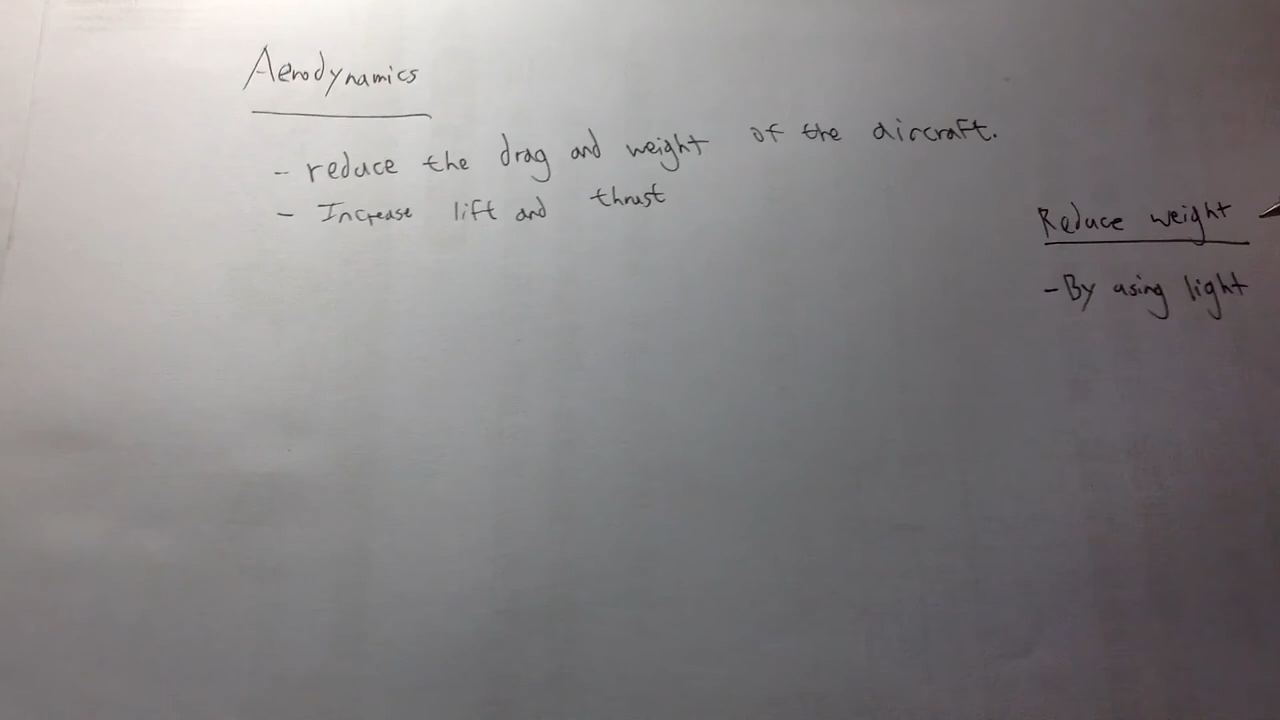 Aerodynamics
- reduce the drag and weight of the aircraft.
- Increase lift and thrust
Reduce weight
- By using light